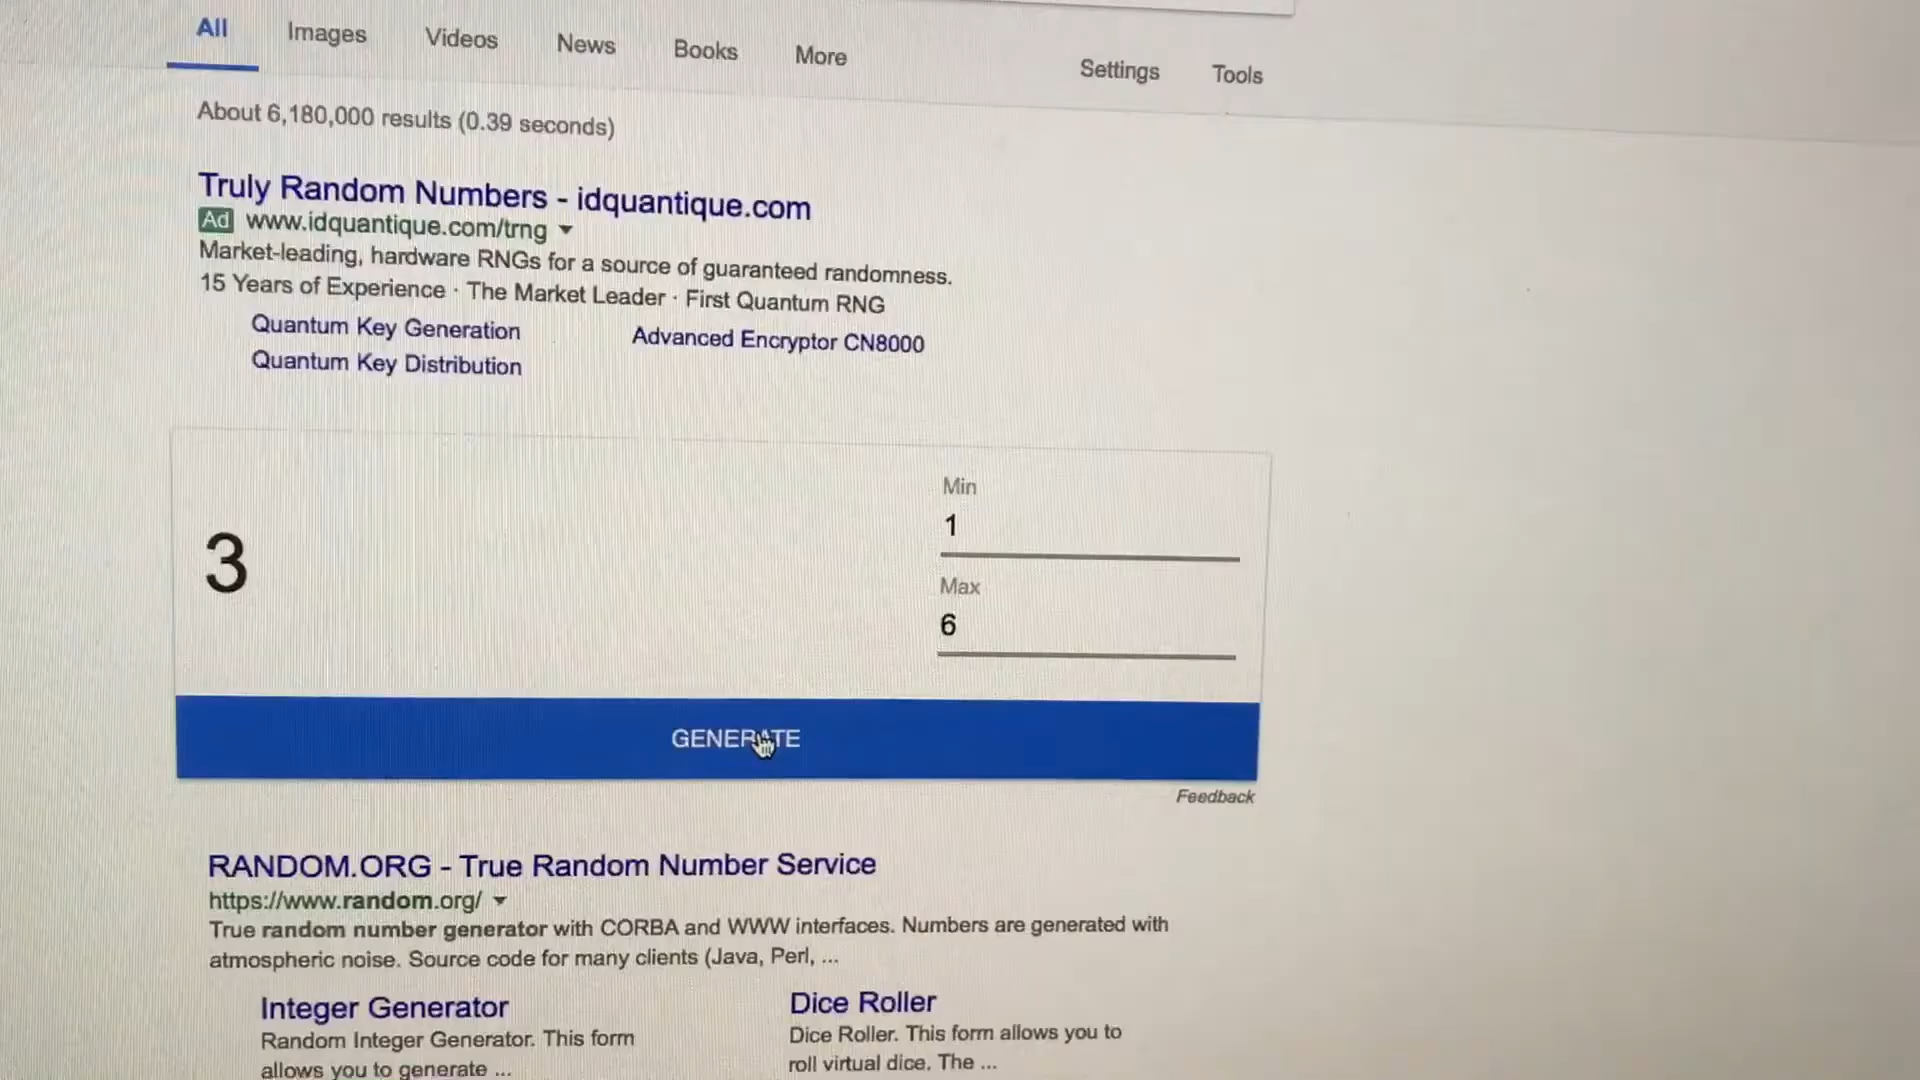 All Images Videos News Books More Settings Tools
About 6,180,000 results (0.39 seconds)
Truly Random Numbers - idquantique.com
Ad www.idquantique.com/trng
Market-leading, hardware RNGs for a source of guaranteed randomness.
15 Years of Experience · The Market Leader · First Quantum RNG
Quantum Key Generation Advanced Encryptor CN8000
Quantum Key Distribution
Min
1
3
Max
6
GENERATE
Feedback
RANDOM.ORG - True Random Number Service
https://www.random.org/
True random number generator with CORBA and WWW interfaces. Numbers are generated with
atmospheric noise. Source code for many clients (Java, Perl, ...
Integer Generator
Random Integer Generator. This form
allows you to generate ...
Dice Roller
Dice Roller. This form allows you to
roll virtual dice. The ...